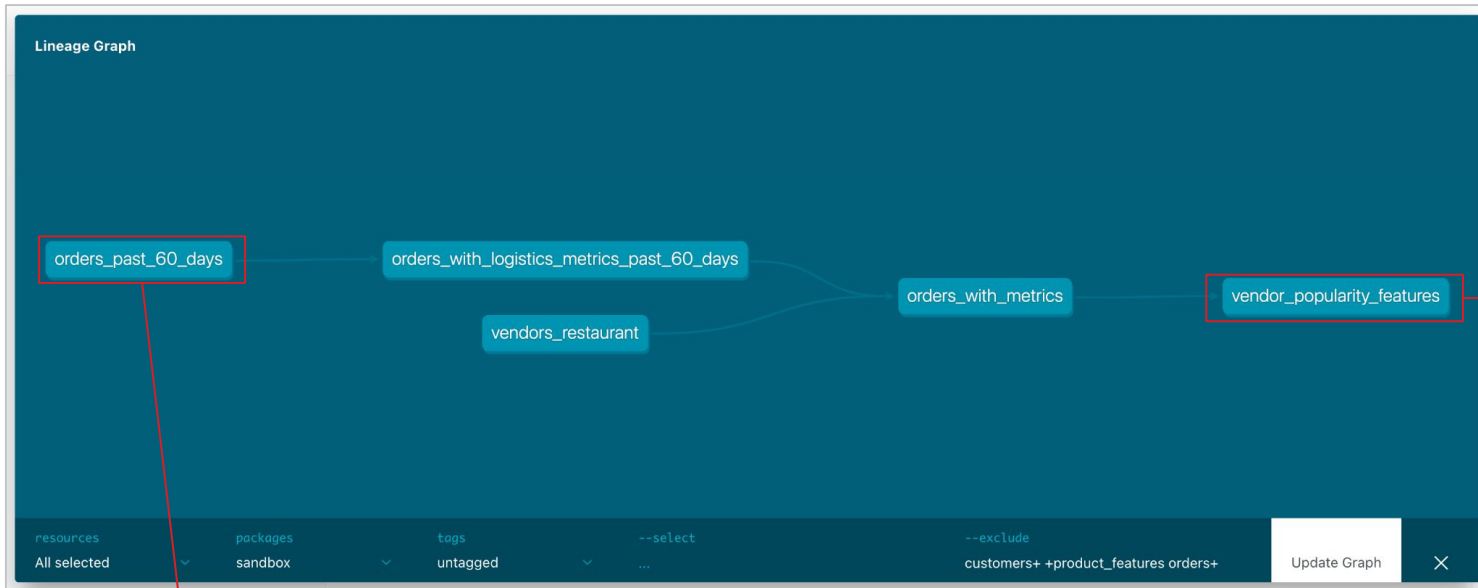 Lineage Graph
orders_past_60_days
orders_with_logistics_metrics_past_60_days
vendors_restaurant
orders_with_metrics
vendor_popularity_features
resources
All selected
packages
sandbox
tags
untagged
--select
...
--exclude
customers+ +product_features orders+
Update Graph